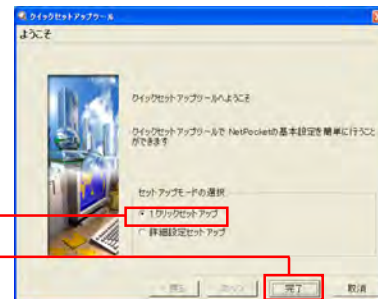 クイックセットアップツール
ようこそ
クイックセットアップツールへようこそ
クイックセットアップツールで NetPocketの基本設定を簡単に行うこと
ができます
セットアップモードの選択
1クリックセットアップ
詳細設定セットアップ
< 戻る
完了
取消